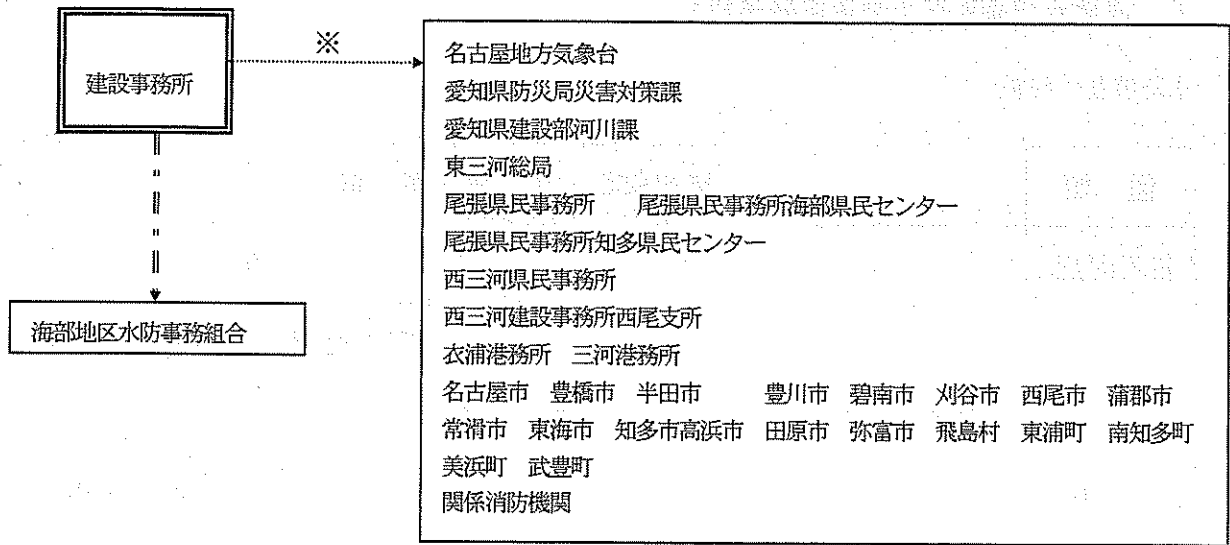 ※
建設事務所
名古屋地方気象台
愛知県防災局災害対策課
愛知県建設部河川課
東三河総局
尾張県民事務所　尾張県民事務所海部県民センター
尾張県民事務所知多県民センター
西三河県民事務所
西三河建設事務所西尾支所
衣浦港務所　三河港務所
名古屋市　豊橋市　半田市　豊川市　碧南市　刈谷市　西尾市　蒲郡市
常滑市　東海市　知多市高浜市　田原市　弥富市　飛島村　東浦町　南知多町
美浜町　武豊町
関係消防機関
海部地区水防事務組合